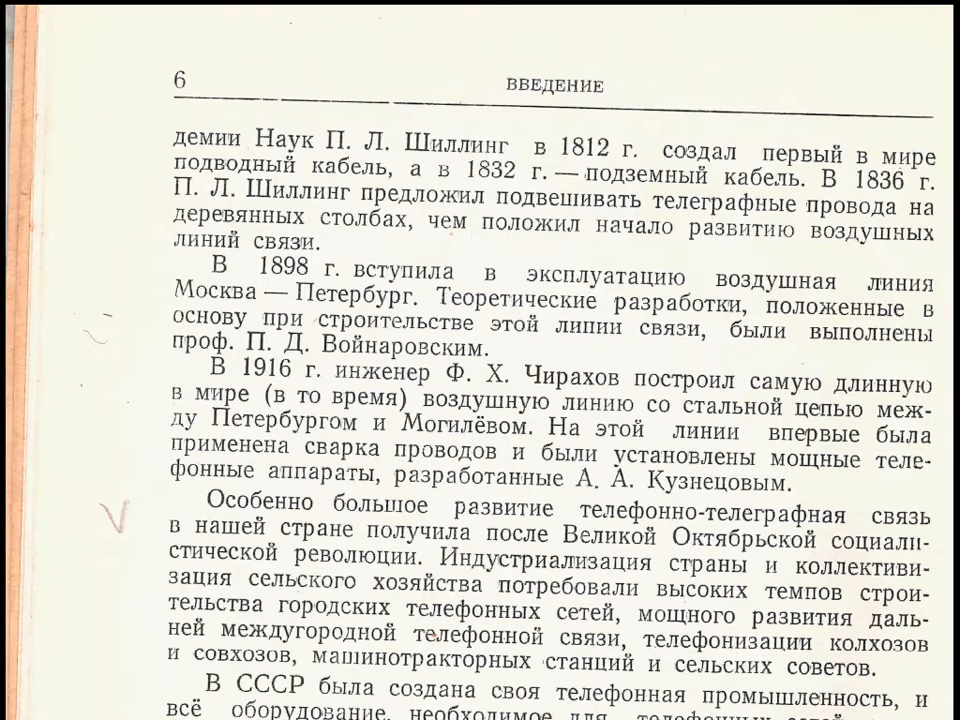 6 ВВЕДЕНИЕ
демии Наук П. Л. Шиллинг в 1812 г. создал первый в мире
подводный кабель, а в 1832 г. — подземный кабель. В 1836 г.
П. Л. Шиллинг предложил подвешивать телеграфные провода на
деревянных столбах, чем положил начало развитию воздушных
линий связи.
В 1898 г. вступила в эксплуатацию воздушная линия
Москва — Петербург. Теоретические разработки, положенные в
основу при строительстве этой линии связи, были выполнены
проф. П. Д. Войнаровским.
В 1916 г. инженер Ф. Х. Чирахов построил самую длинную
в мире (в то время) воздушную линию со стальной цепью меж-
ду Петербургом и Могилёвом. На этой линии впервые была
применена сварка проводов и были установлены мощные теле-
фонные аппараты, разработанные А. А. Кузнецовым.
Особенно большое развитие телефонно-телеграфная связь
в нашей стране получила после Великой Октябрьской социали-
стической революции. Индустриализация страны и коллективи-
зация сельского хозяйства потребовали высоких темпов строи-
тельства городских телефонных сетей, мощного развития даль-
ней междугородной телефонной связи, телефонизации колхозов
и совхозов, машинотракторных станций и сельских советов.
В СССР была создана своя телефонная промышленность, и
всё оборудование, необходимое для телефонных сетей